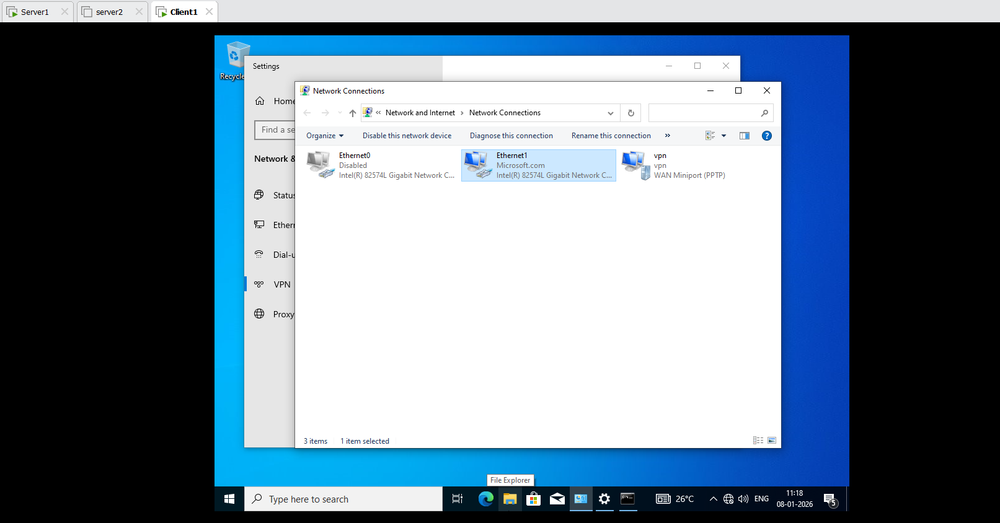 Server1
server2
Client1
Recycle
Settings
Home
Find a se
Network &
Status
Ethern
Dial-u
VPN
Proxy
Network Connections
« Network and Internet › Network Connections
Organize
Disable this network device
Diagnose this connection
Rename this connection
»
Ethernet0
Disabled
Intel(R) 82574L Gigabit Network C...
Ethernet1
Microsoft.com
Intel(R) 82574L Gigabit Network C...
vpn
vpn
WAN Miniport (PPTP)
3 items
1 item selected
File Explorer
Type here to search
26°C
ENG
11:18
08-01-2026
5